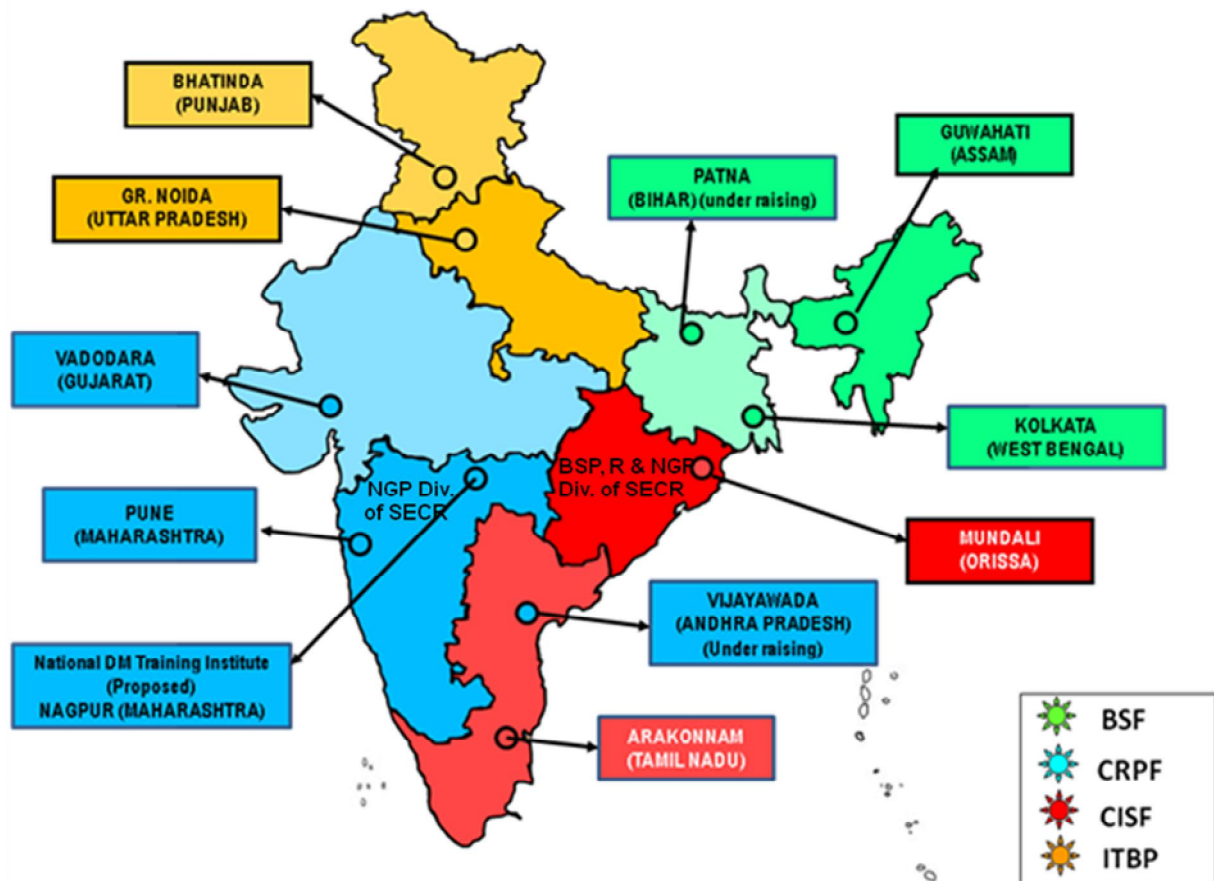 BHATINDA
(PUNJAB)
GUWAHATI
(ASSAM)
PATNA
(BIHAR) (under raising)
GR. NOIDA
(UTTAR PRADESH)
VADODARA
(GUJARAT)
KOLKATA
(WEST BENGAL)
BSP, R & NGP
Div. of SECR
NGP Div.
of SECR
PUNE
(MAHARASHTRA)
MUNDALI
(ORISSA)
VIJAYAWADA
(ANDHRA PRADESH)
(Under raising)
National DM Training Institute
(Proposed)
NAGPUR (MAHARASHTRA)
ARAKONNAM
(TAMIL NADU)
BSF
CRPF
CISF
ITBP